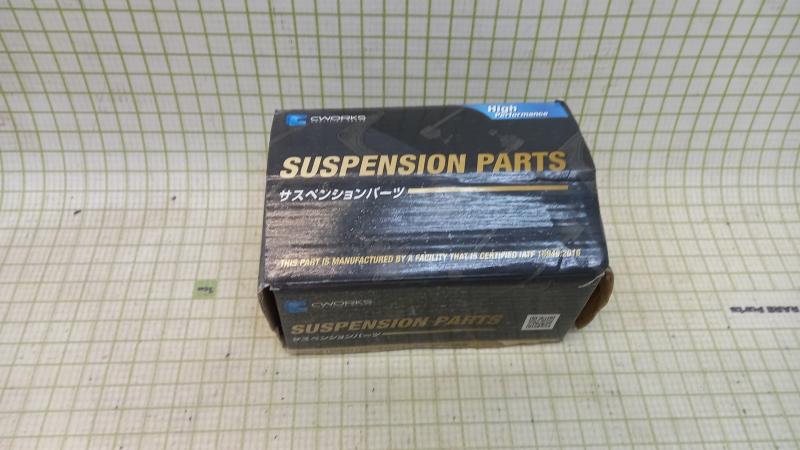 CWORKS
High
Performance
SUSPENSION PARTS
サスペンションパーツ
THIS PART IS MANUFACTURED BY A FACILITY THAT IS CERTIFIED IATF 16949:2016
CWORKS
SUSPENSION PARTS
サスペンションパーツ
RARE Parts